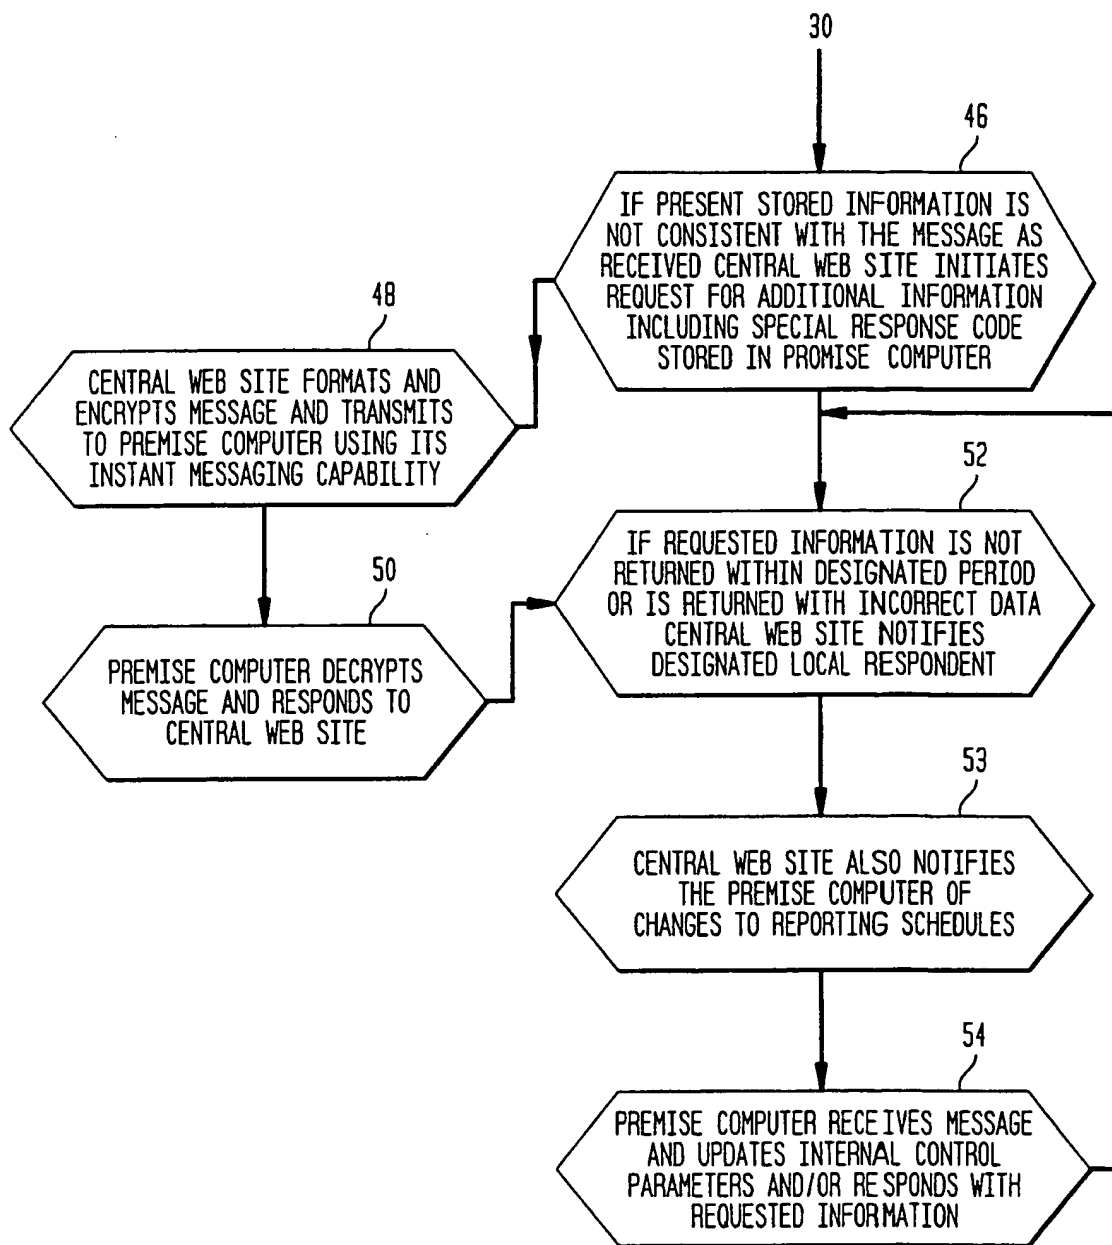 30
46
IF PRESENT STORED INFORMATION IS
NOT CONSISTENT WITH THE MESSAGE AS
RECEIVED CENTRAL WEB SITE INITIATES
REQUEST FOR ADDITIONAL INFORMATION
INCLUDING SPECIAL RESPONSE CODE
STORED IN PROMISE COMPUTER
48
CENTRAL WEB SITE FORMATS AND
ENCRYPTS MESSAGE AND TRANSMITS
TO PREMISE COMPUTER USING ITS
INSTANT MESSAGING CAPABILITY
50
PREMISE COMPUTER DECRYPTS
MESSAGE AND RESPONDS TO
CENTRAL WEB SITE
52
IF REQUESTED INFORMATION IS NOT
RETURNED WITHIN DESIGNATED PERIOD
OR IS RETURNED WITH INCORRECT DATA
CENTRAL WEB SITE NOTIFIES
DESIGNATED LOCAL RESPONDENT
53
CENTRAL WEB SITE ALSO NOTIFIES
THE PREMISE COMPUTER OF
CHANGES TO REPORTING SCHEDULES
54
PREMISE COMPUTER RECEIVES MESSAGE
AND UPDATES INTERNAL CONTROL
PARAMETERS AND/OR RESPONDS WITH
REQUESTED INFORMATION